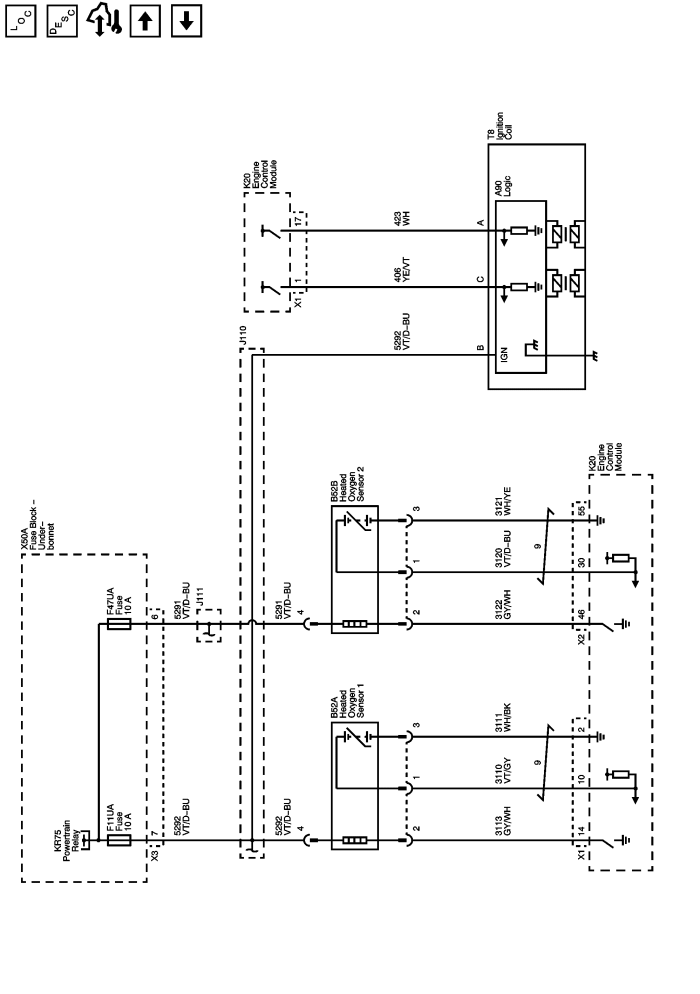 LOC
DESC
X50A
Fuse Block –
Under–
bonnet
KR75
Powertrain
Relay
F11UA
Fuse
10 A
F47UA
Fuse
10 A
X3
7
6
5292
VT/D–BU
5291
VT/D–BU
J111
J110
5292
VT/D–BU
5291
VT/D–BU
4
4
B52A
Heated
Oxygen
Sensor 1
B52B
Heated
Oxygen
Sensor 2
2
1
3
2
1
3
3113
GY/WH
3110
VT/GY
3111
WH/BK
3122
GY/WH
3120
VT/D–BU
3121
WH/YE
9
9
X1
14
10
2
X2
46
30
55
K20
Engine
Control
Module
K20
Engine
Control
Module
X1
1
17
5292
VT/D–BU
406
YE/VT
423
WH
B
C
A
T8
Ignition
Coil
A90
Logic
IGN